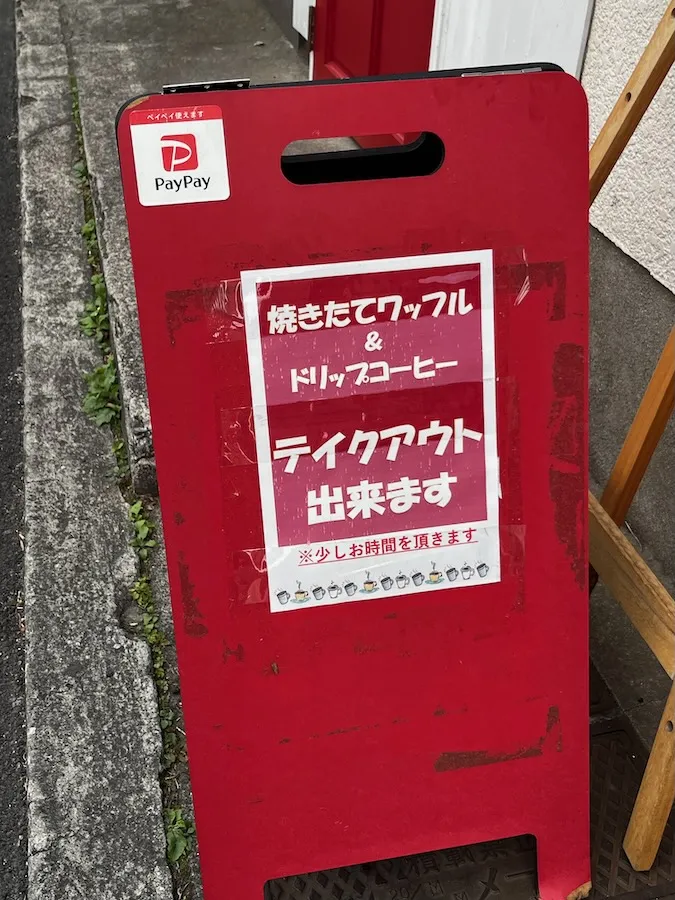 ペイペイ使えます
PayPay
焼きたてワッフル
&
ドリップコーヒー
テイクアウト
出来ます
※少しお時間を頂きます